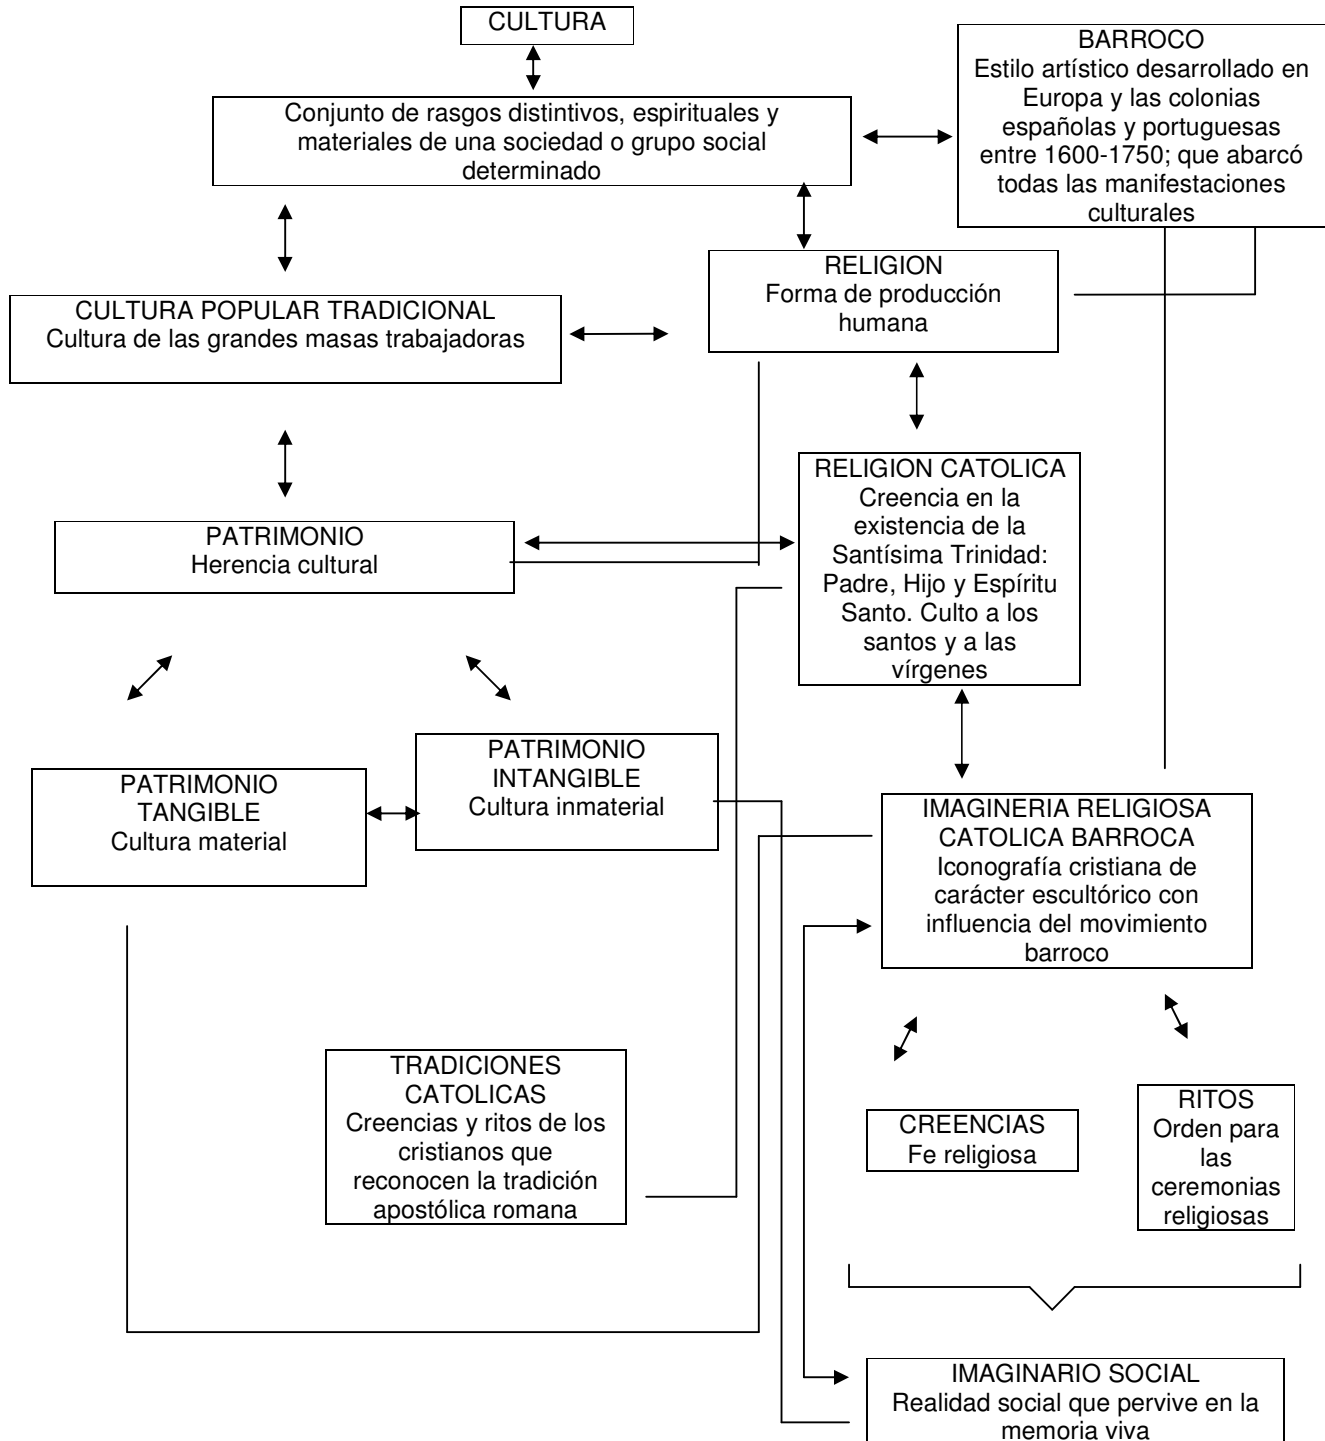 CULTURA
BARROCO
Estilo artístico desarrollado en
Europa y las colonias
españolas y portuguesas
entre 1600-1750; que abarcó
todas las manifestaciones
culturales
Conjunto de rasgos distintivos, espirituales y
materiales de una sociedad o grupo social
determinado
RELIGION
Forma de producción
humana
CULTURA POPULAR TRADICIONAL
Cultura de las grandes masas trabajadoras
RELIGION CATOLICA
Creencia en la
existencia de la
Santísima Trinidad:
Padre, Hijo y Espíritu
Santo. Culto a los
santos y a las
vírgenes
PATRIMONIO
Herencia cultural
PATRIMONIO
TANGIBLE
Cultura material
PATRIMONIO
INTANGIBLE
Cultura inmaterial
IMAGINERIA RELIGIOSA
CATOLICA BARROCA
Iconografía cristiana de
carácter escultórico con
influencia del movimiento
barroco
TRADICIONES
CATOLICAS
Creencias y ritos de los
cristianos que
reconocen la tradición
apostólica romana
CREENCIAS
Fe religiosa
RITOS
Orden para
las
ceremonias
religiosas
IMAGINARIO SOCIAL
Realidad social que pervive en la
memoria viva